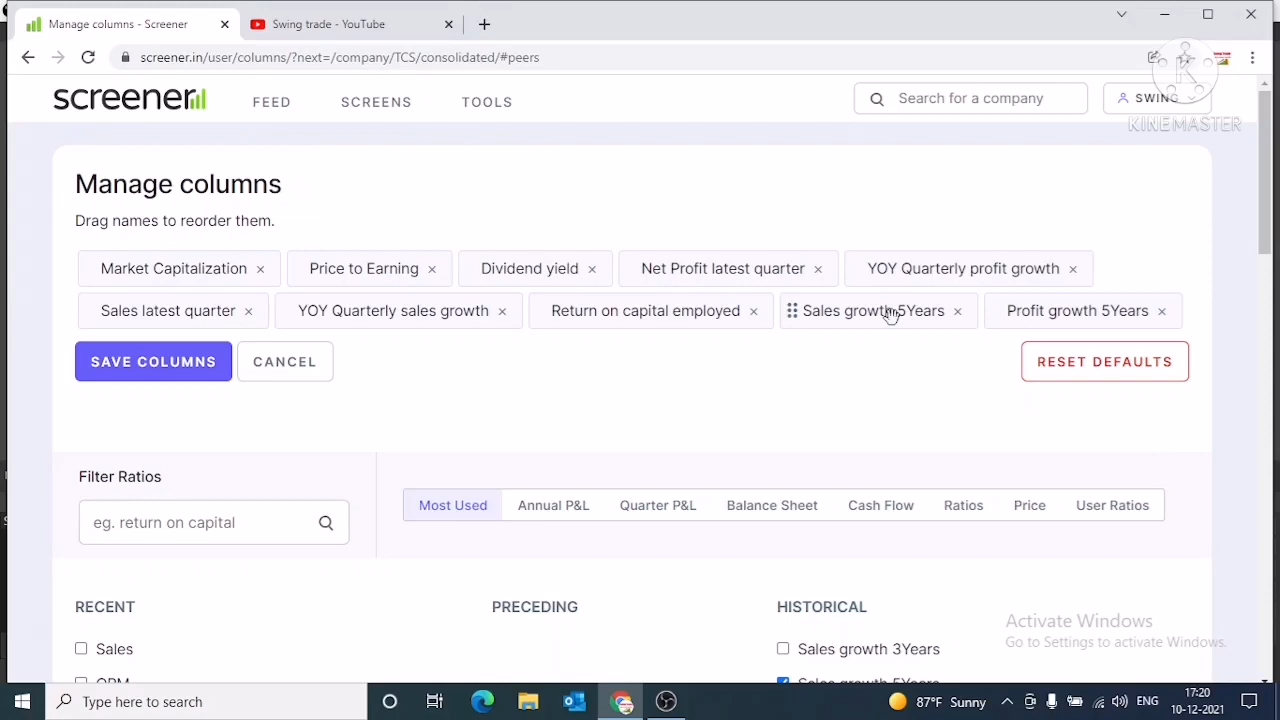 Manage columns - Screener
Swing trade - YouTube
screener.in/user/columns/?next=/company/TCS/consolidated/#peers
screener
FEED
SCREENS
TOOLS
Search for a company
SWING
K
KINEMASTER
Manage columns
Drag names to reorder them.
Market Capitalization ×
Price to Earning ×
Dividend yield ×
Net Profit latest quarter ×
YOY Quarterly profit growth ×
Sales latest quarter ×
YOY Quarterly sales growth ×
Return on capital employed ×
Sales growth 5Years ×
Profit growth 5Years ×
SAVE COLUMNS
CANCEL
RESET DEFAULTS
Filter Ratios
eg. return on capital
Most Used
Annual P&L
Quarter P&L
Balance Sheet
Cash Flow
Ratios
Price
User Ratios
RECENT
PRECEDING
HISTORICAL
Sales
Sales growth 3Years
OPM
Sales growth 5Years
Activate Windows
Go to Settings to activate Windows.
Type here to search
87°F Sunny
ENG
17:20
10-12-2021